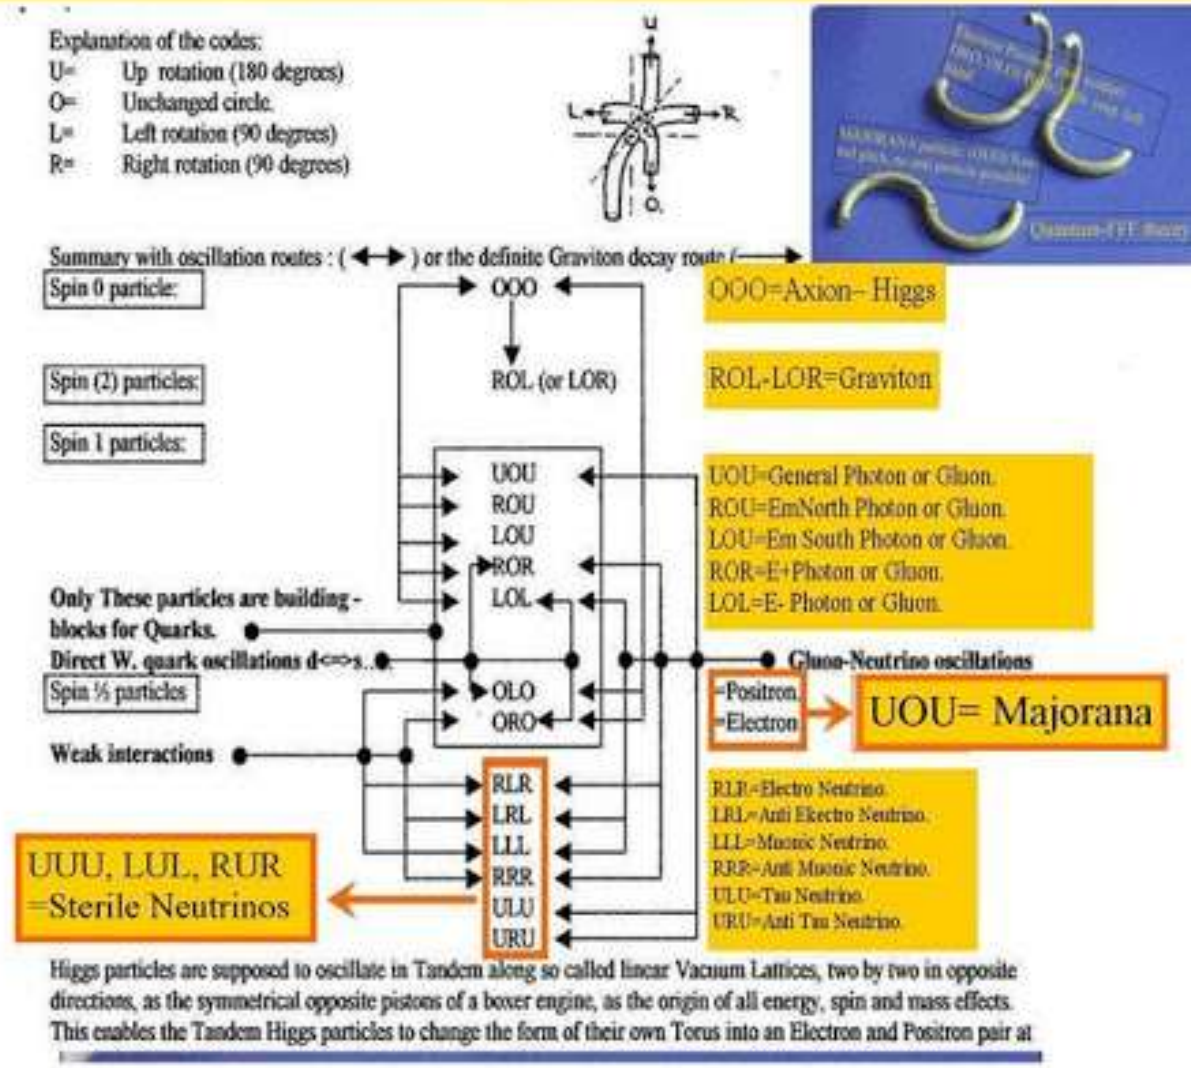 Explanation of the codes:
U= Up rotation (180 degrees)
O= Unchanged circle.
L= Left rotation (90 degrees)
R= Right rotation (90 degrees)
U
L
R
O.
MAJORANA particle
Quantum-FFF theory
Summary with oscillation routes : ( ) or the definite Graviton decay route (
Spin 0 particle:
OOO
OOO=Axion–Higgs
Spin (2) particles:
ROL (or LOR)
ROL-LOR=Graviton
Spin 1 particles:
UOU
ROU
LOU
ROR
LOL
UOU=General Photon or Gluon.
ROU=EmNorth Photon or Gluon.
LOU=Em South Photon or Gluon.
ROR=E+Photon or Gluon.
LOL=E- Photon or Gluon.
Only These particles are building -
blocks for Quarks.
Direct W. quark oscillations d<=>s...
Gluon-Neutrino oscillations
Spin ½ particles
OLO
ORO
=Positron
=Electron
UOU= Majorana
Weak interactions
RLR
LRL
LLL
RRR
ULU
URU
RLR=Electro Neutrino.
LRL=Anti Ekectro Neutrino.
LLL=Muonic Neutrino.
RRR=Anti Muonic Neutrino.
ULU=Tau Neutrino.
URU=Anti Tau Neutrino.
UUU, LUL, RUR
=Sterile Neutrinos
Higgs particles are supposed to oscillate in Tandem along so called linear Vacuum Lattices, two by two in opposite
directions, as the symmetrical opposite pistons of a boxer engine, as the origin of all energy, spin and mass effects.
This enables the Tandem Higgs particles to change the form of their own Torus into an Electron and Positron pair at